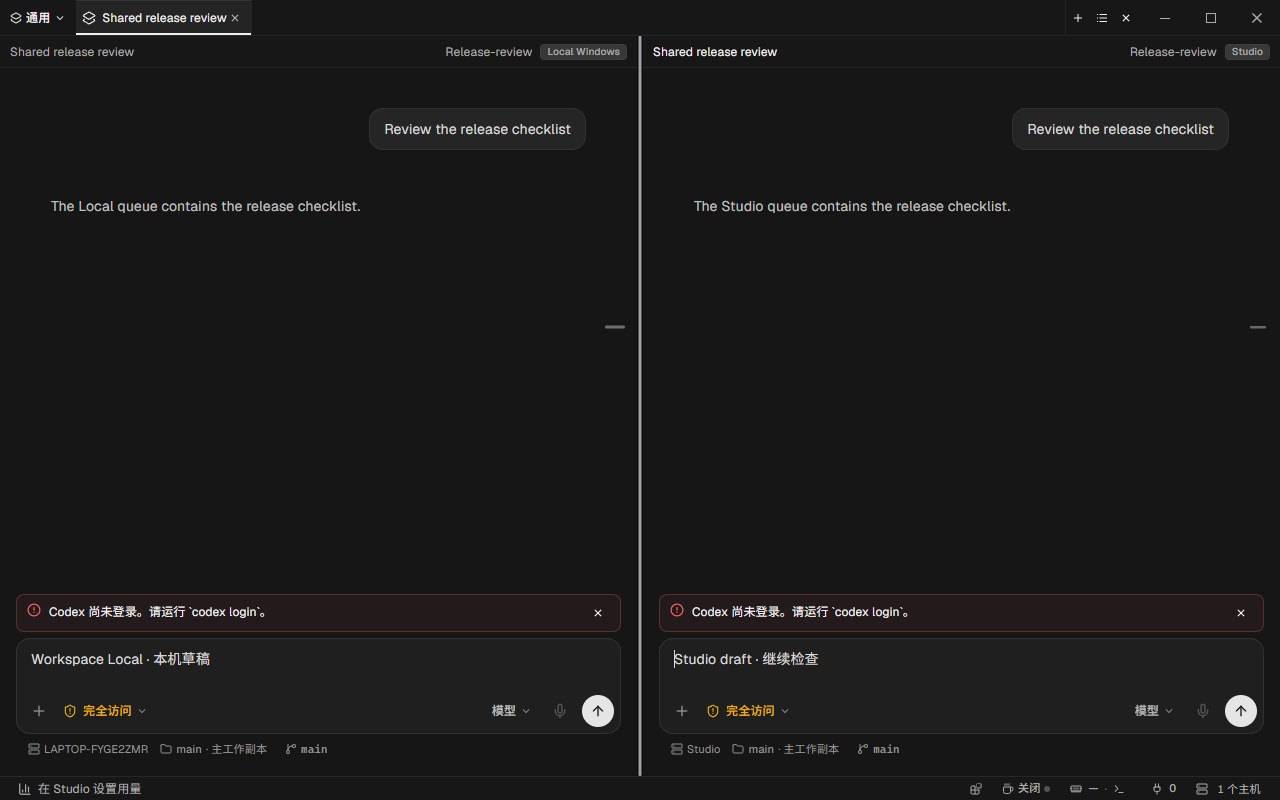 通用 Shared release review
Shared release review Release-review Local Windows
Review the release checklist
The Local queue contains the release checklist.
Codex 尚未登录。请运行 `codex login`。
Workspace Local · 本机草稿
完全访问 模型
LAPTOP-FYGE2ZMR main · 主工作副本 main
Shared release review Release-review Studio
Review the release checklist
The Studio queue contains the release checklist.
Codex 尚未登录。请运行 `codex login`。
Studio draft · 继续检查
完全访问 模型
Studio main · 主工作副本 main
在 Studio 设置用量 关闭 — · 0 1 个主机